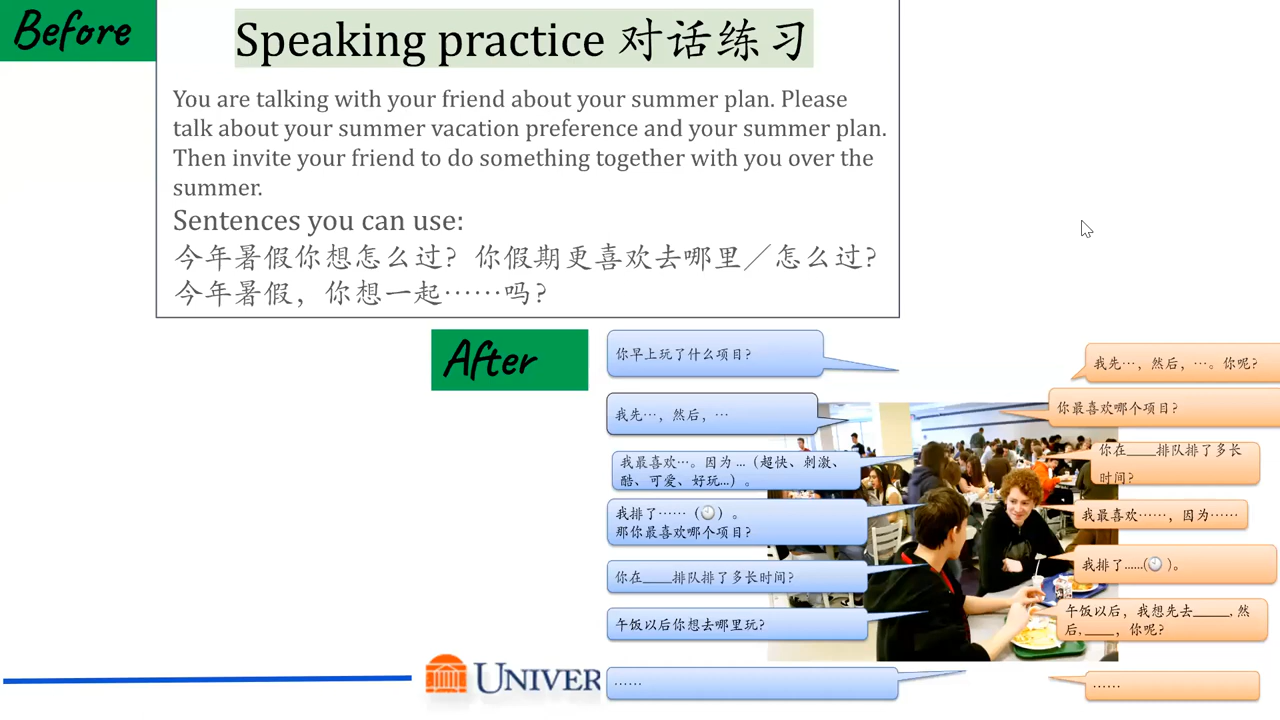 Before
Speaking practice 对话练习
You are talking with your friend about your summer plan. Please
talk about your summer vacation preference and your summer plan.
Then invite your friend to do something together with you over the
summer.
Sentences you can use:
今年暑假你想怎么过？你假期更喜欢去哪里／怎么过？
今年暑假，你想一起……吗？
After
你早上玩了什么项目？
我先…，然后，…。你呢？
我先…，然后，…
你最喜欢哪个项目？
我最喜欢…。因为 ...（超快、刺激、
酷、可爱、好玩...）。
你在____排队排了多长
时间？
我排了……（🕘）。
那你最喜欢哪个项目？
我最喜欢……，因为……
你在____排队排了多长时间？
我排了......(🕘)。
午饭以后你想去哪里玩？
午饭以后，我想先去_____,然
后,____，你呢？
……
……
UNIVER